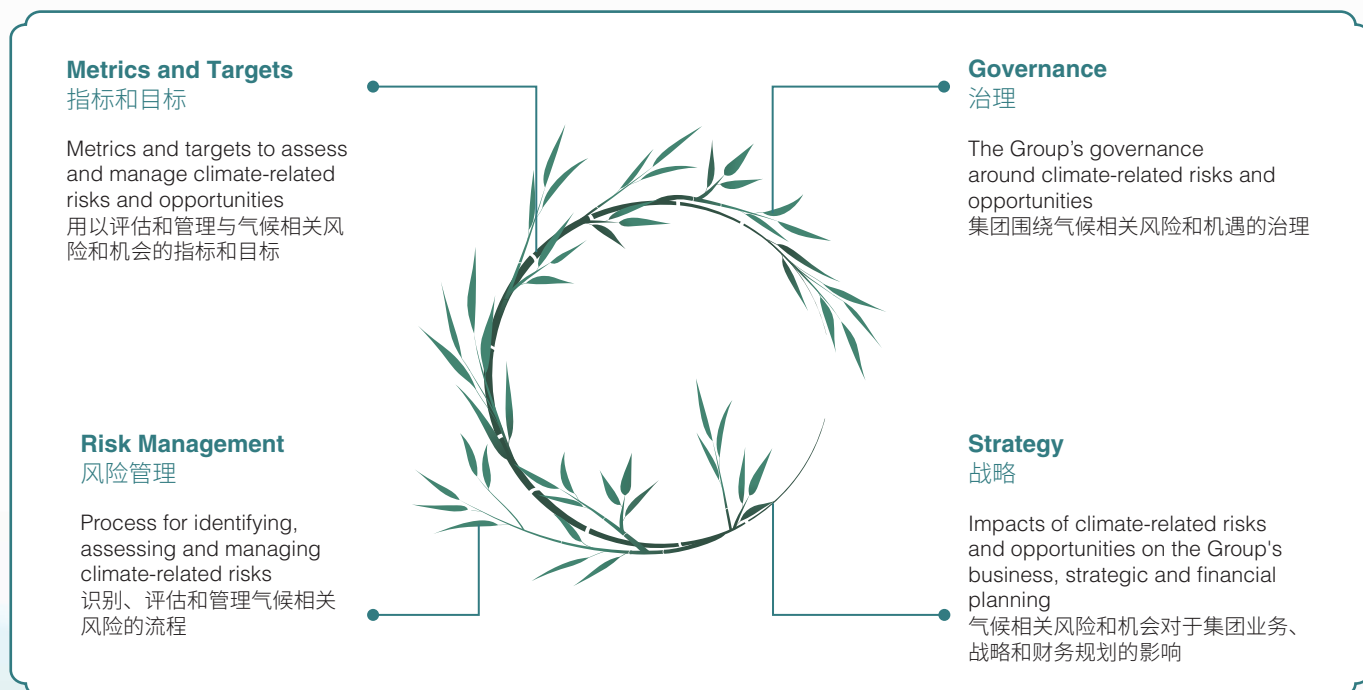 Metrics and Targets
指标和目标
Metrics and targets to assess
and manage climate-related
risks and opportunities
用以评估和管理与气候相关风
险和机会的指标和目标
Governance
治理
The Group’s governance
around climate-related risks and
opportunities
集团围绕气候相关风险和机遇的治理
Risk Management
风险管理
Process for identifying,
assessing and managing
climate-related risks
识别、评估和管理气候相关
风险的流程
Strategy
战略
Impacts of climate-related risks
and opportunities on the Group's
business, strategic and financial
planning
气候相关风险和机会对于集团业务、
战略和财务规划的影响